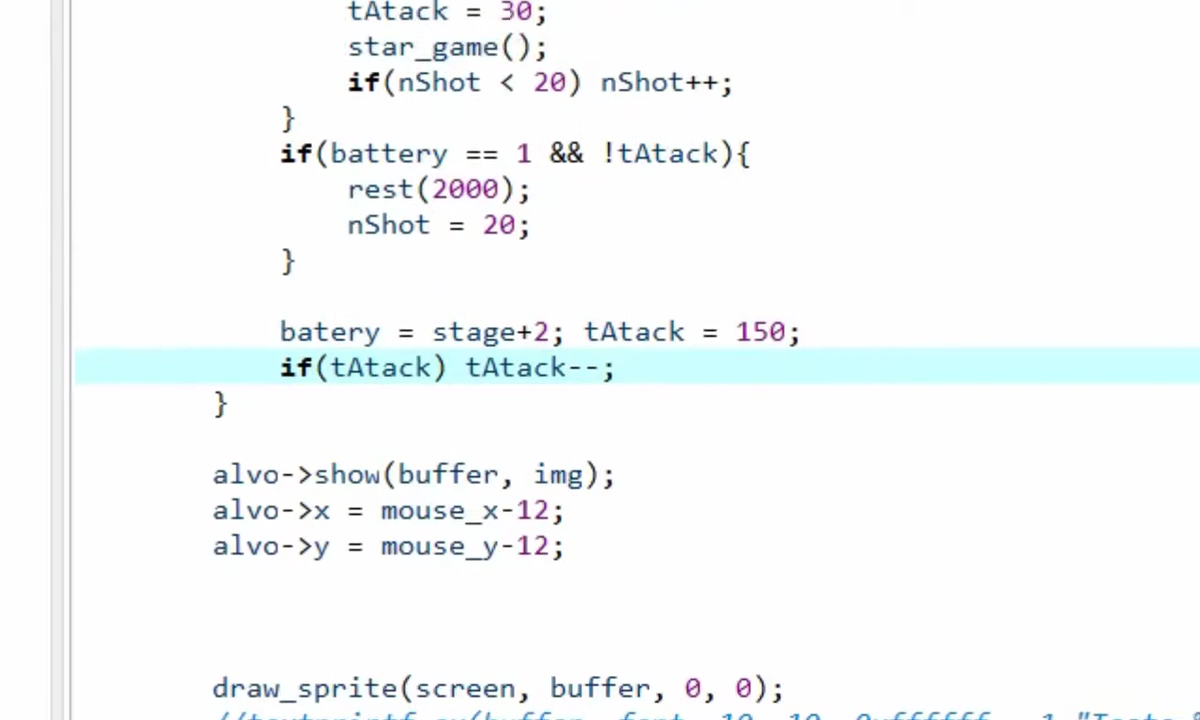 tAtack = 30;
star_game();
if(nShot < 20) nShot++;
}
if(battery == 1 && !tAtack){
rest(2000);
nShot = 20;
}
batery = stage+2; tAtack = 150;
if(tAtack) tAtack--;
}
alvo->show(buffer, img);
alvo->x = mouse_x-12;
alvo->y = mouse_y-12;
draw_sprite(screen, buffer, 0, 0);